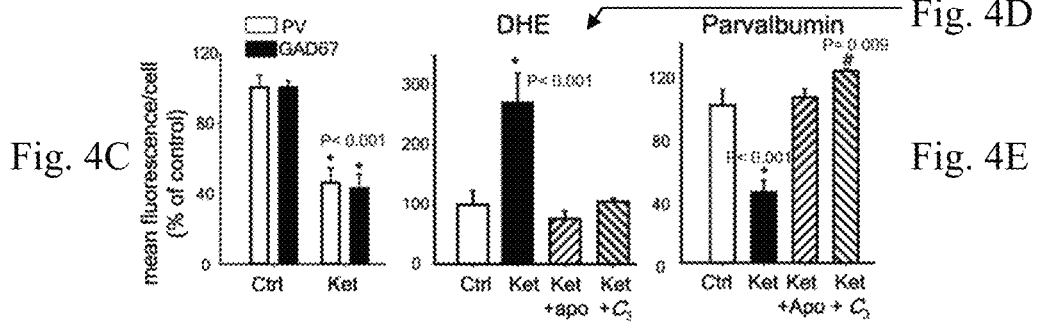 Fig. 4C
PV
GAD67
mean fluorescence/cell
(% of control)
120
80
40
0
P< 0.001
*
*
Ctrl
Ket
DHE
Fig. 4D
300
200
100
0
*
P< 0.001
Ctrl
Ket
Ket
+apo
Ket
+C3
Parvalbumin
Fig. 4E
120
80
40
0
P< 0.001
*
P= 0.009
#
Ctrl
Ket
Ket
+Apo
Ket
+ C3